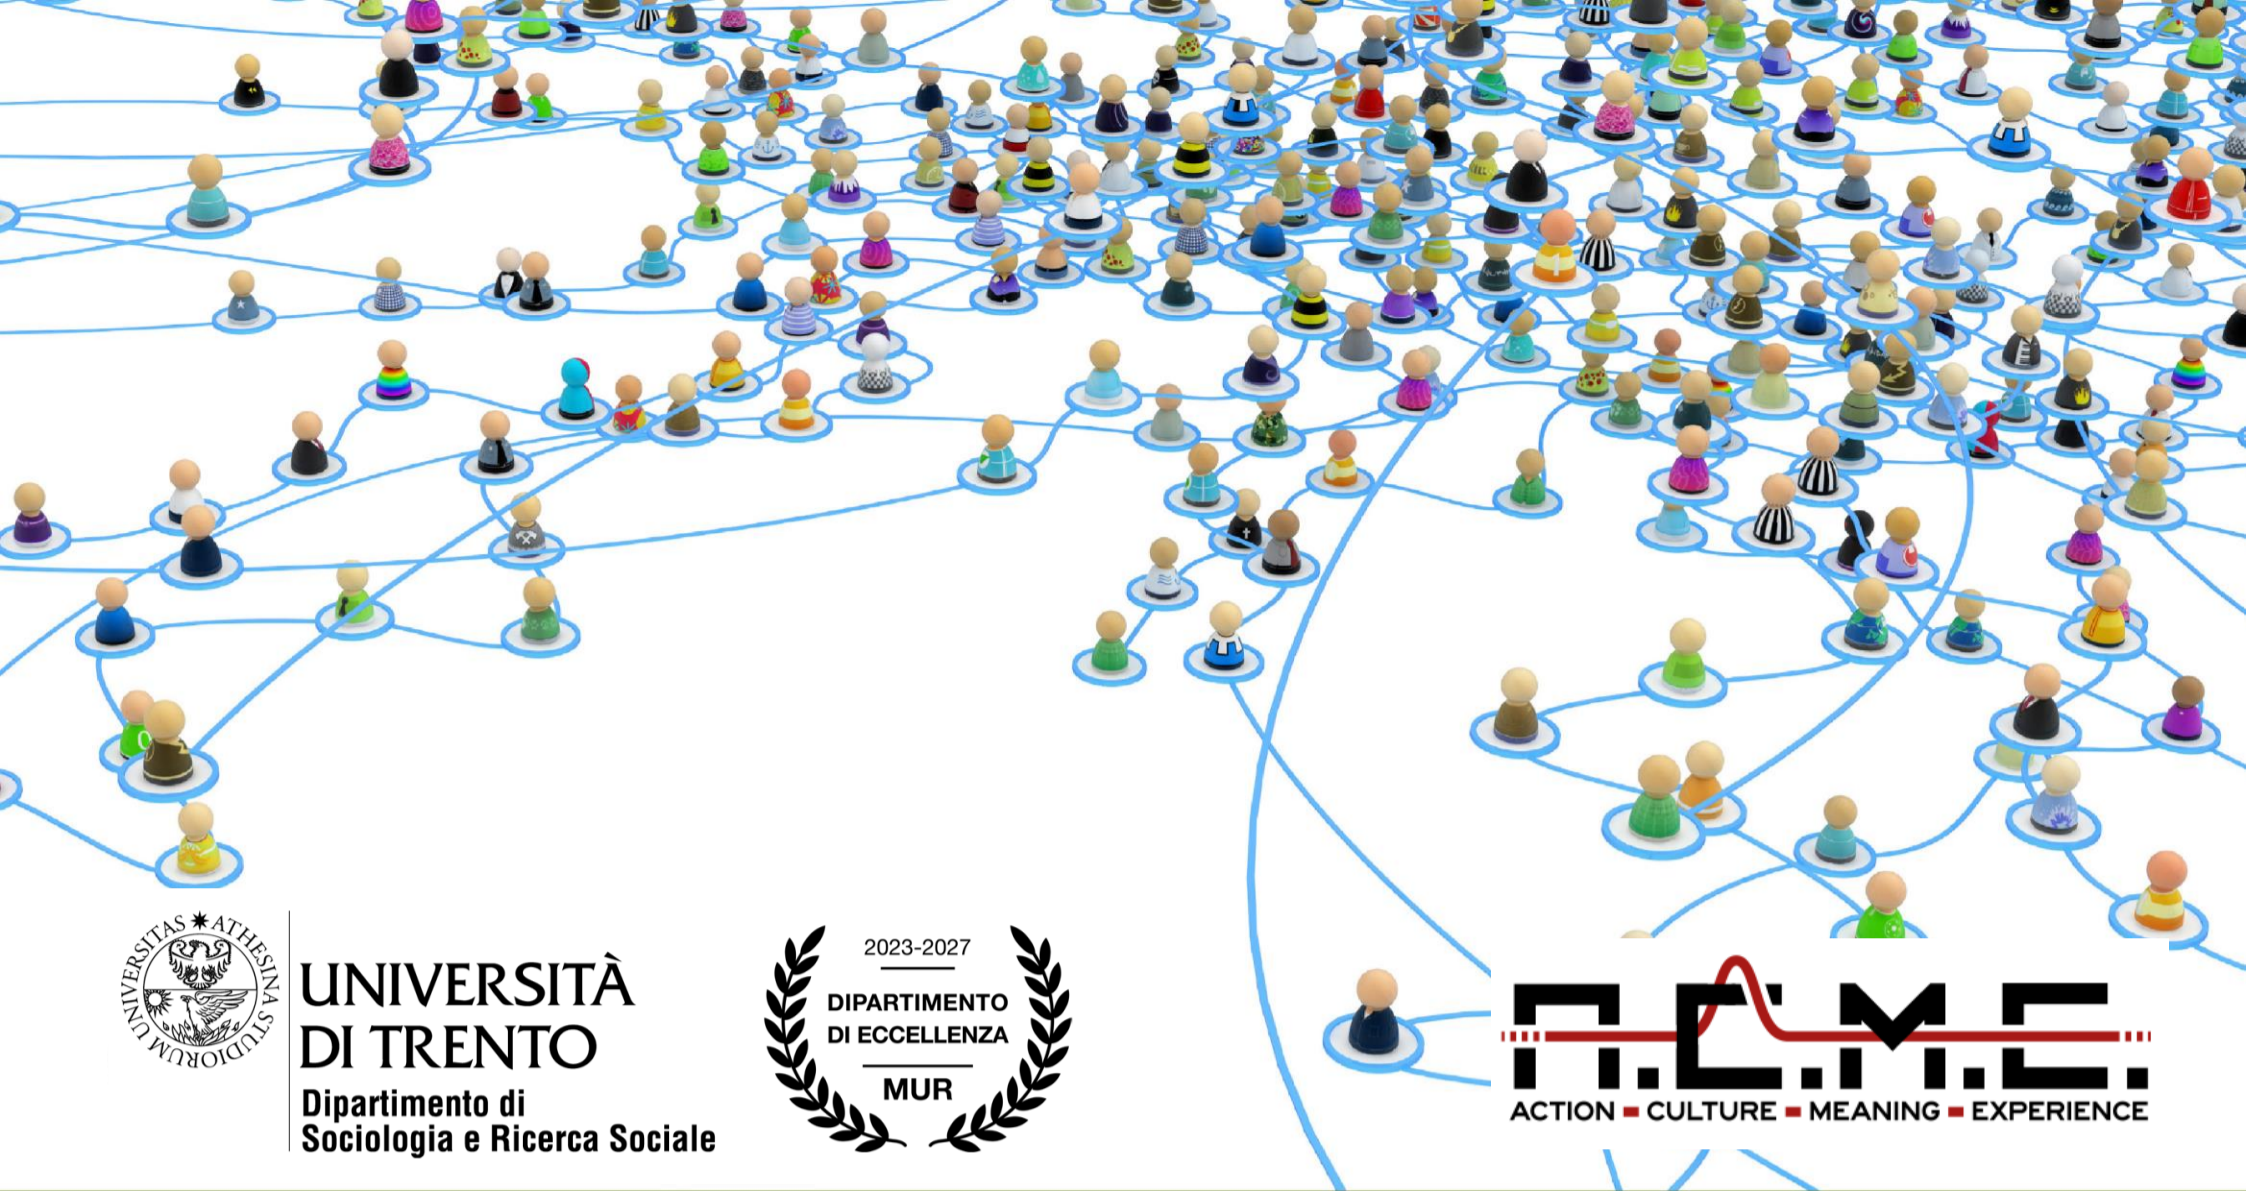 UNIVERSITAS ATHESINA STUDIORUM
UNIVERSITÀ
DI TRENTO
Dipartimento di
Sociologia e Ricerca Sociale
2023-2027
DIPARTIMENTO
DI ECCELLENZA
MUR
A.C.M.E.
ACTION - CULTURE - MEANING - EXPERIENCE